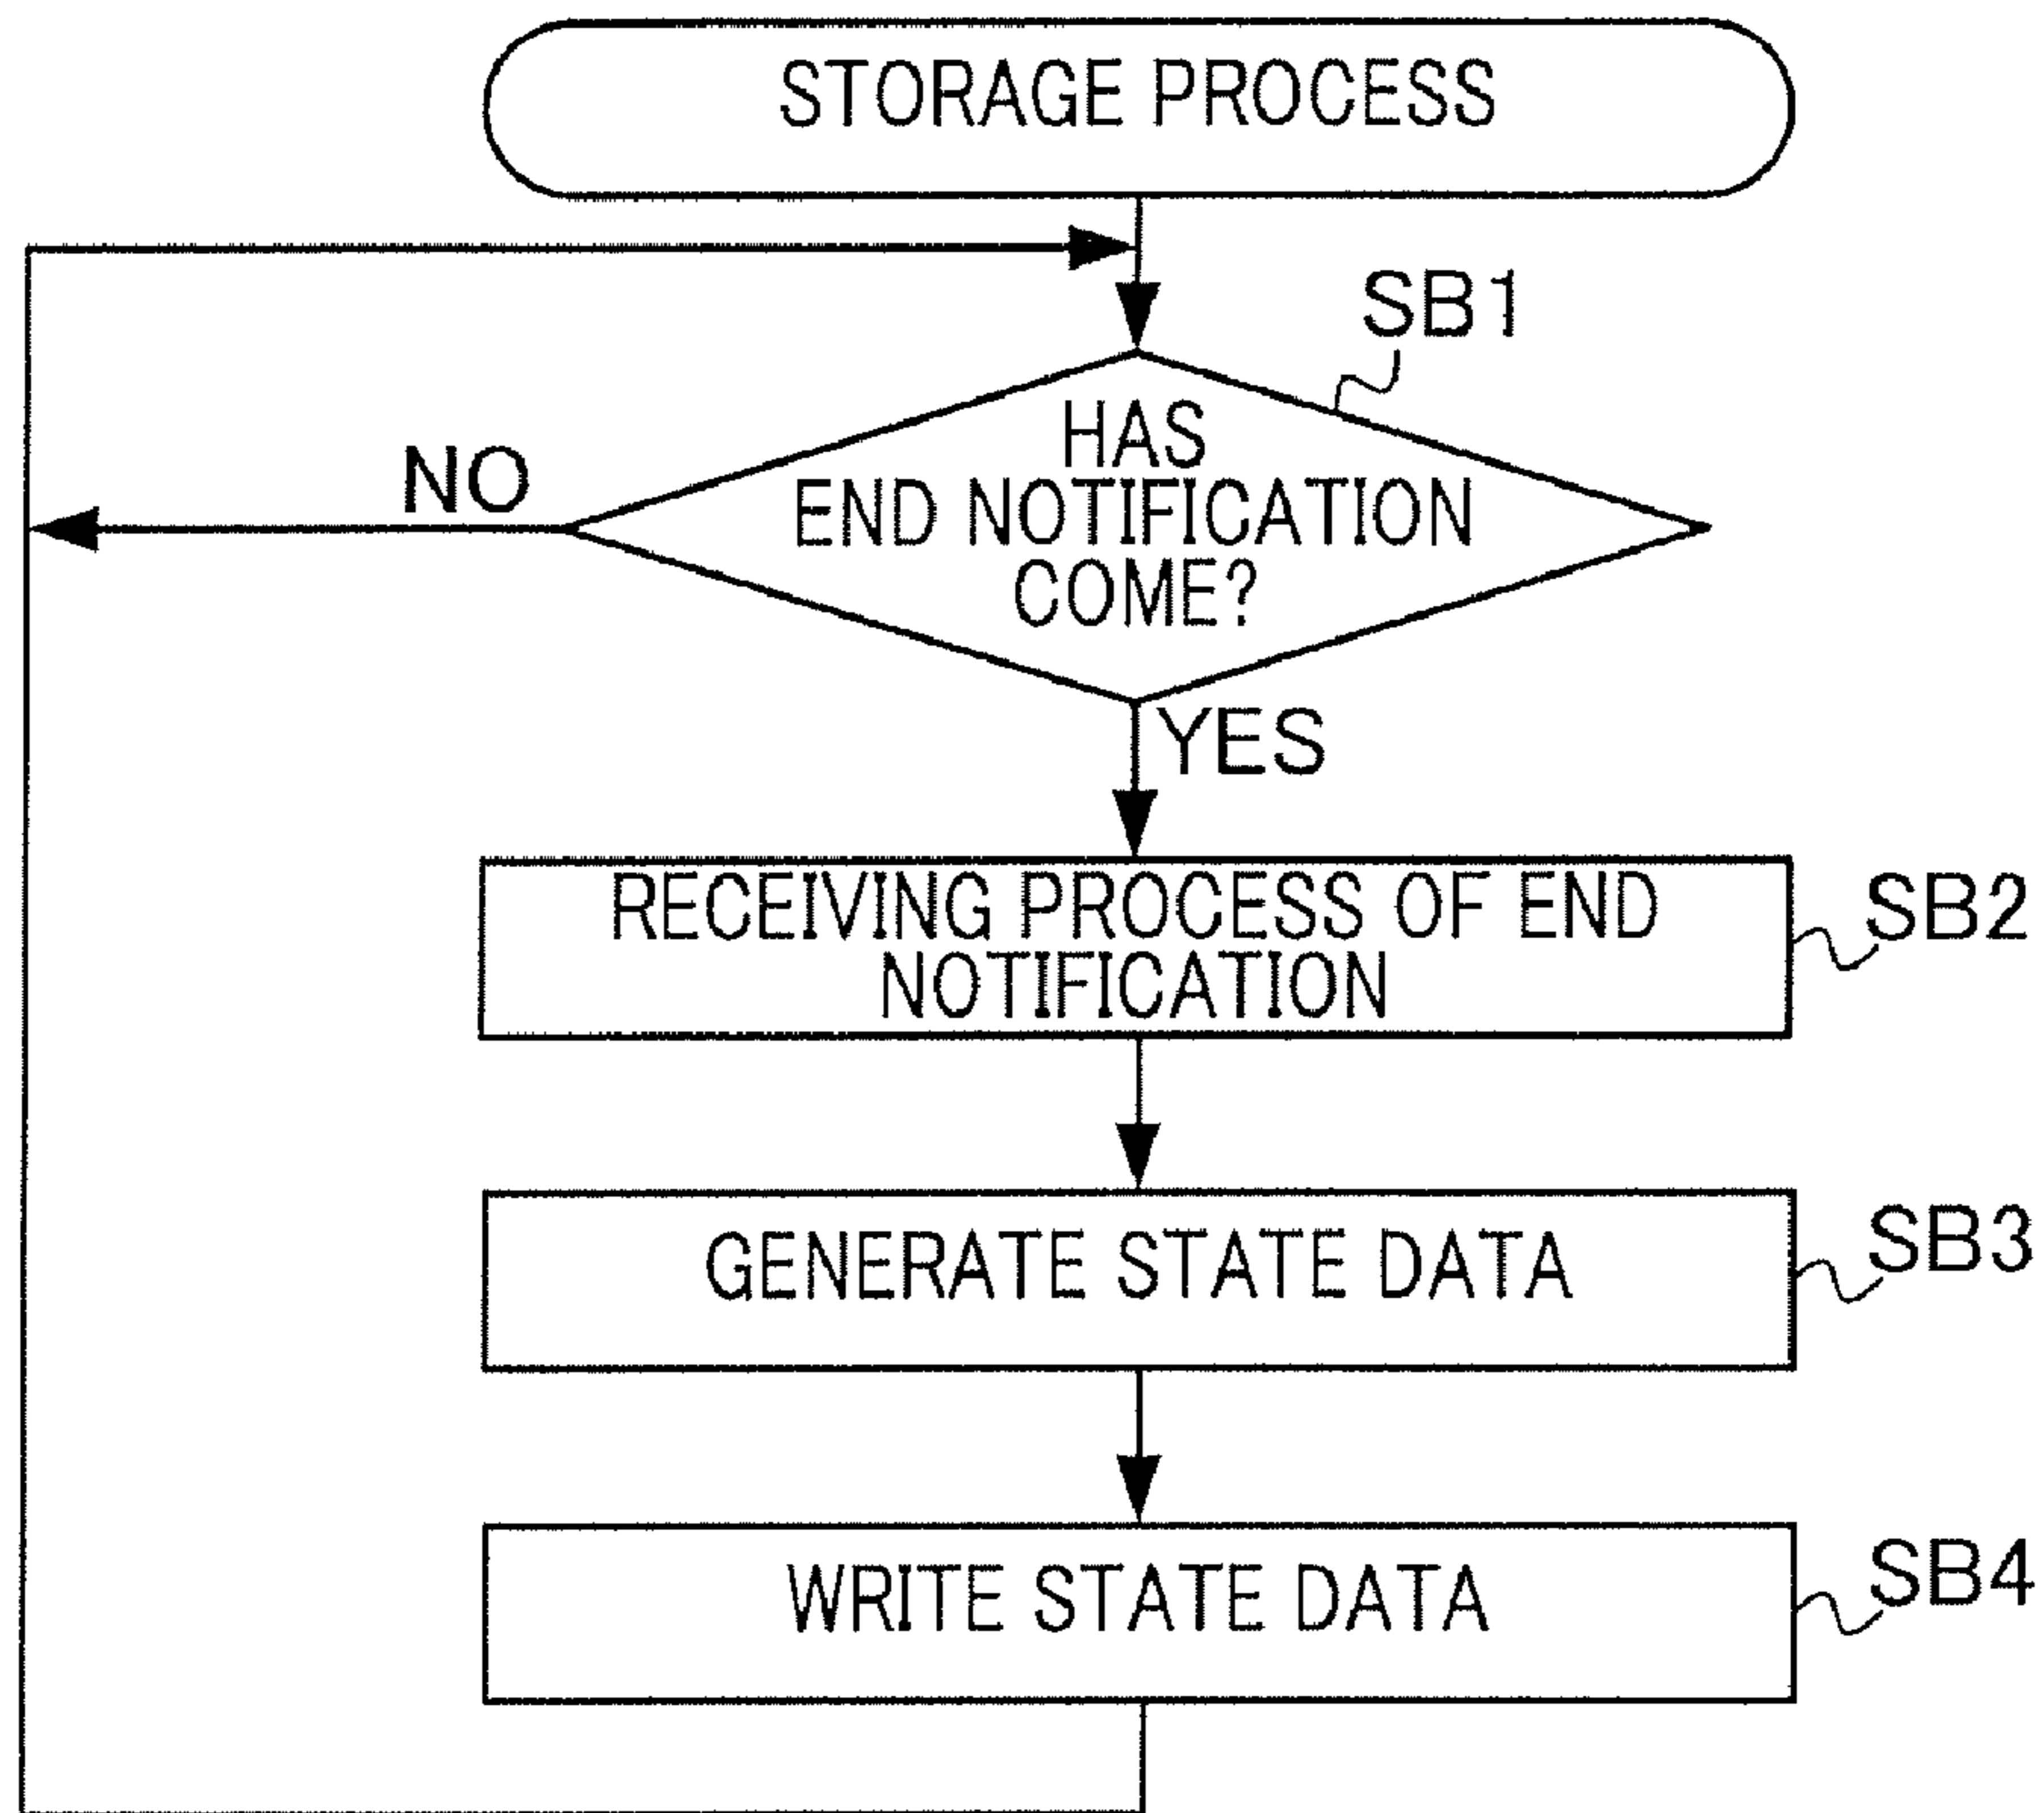 STORAGE PROCESS
SB1
HAS
END NOTIFICATION
COME?
NO
YES
RECEIVING PROCESS OF END
NOTIFICATION
SB2
GENERATE STATE DATA
SB3
WRITE STATE DATA
SB4